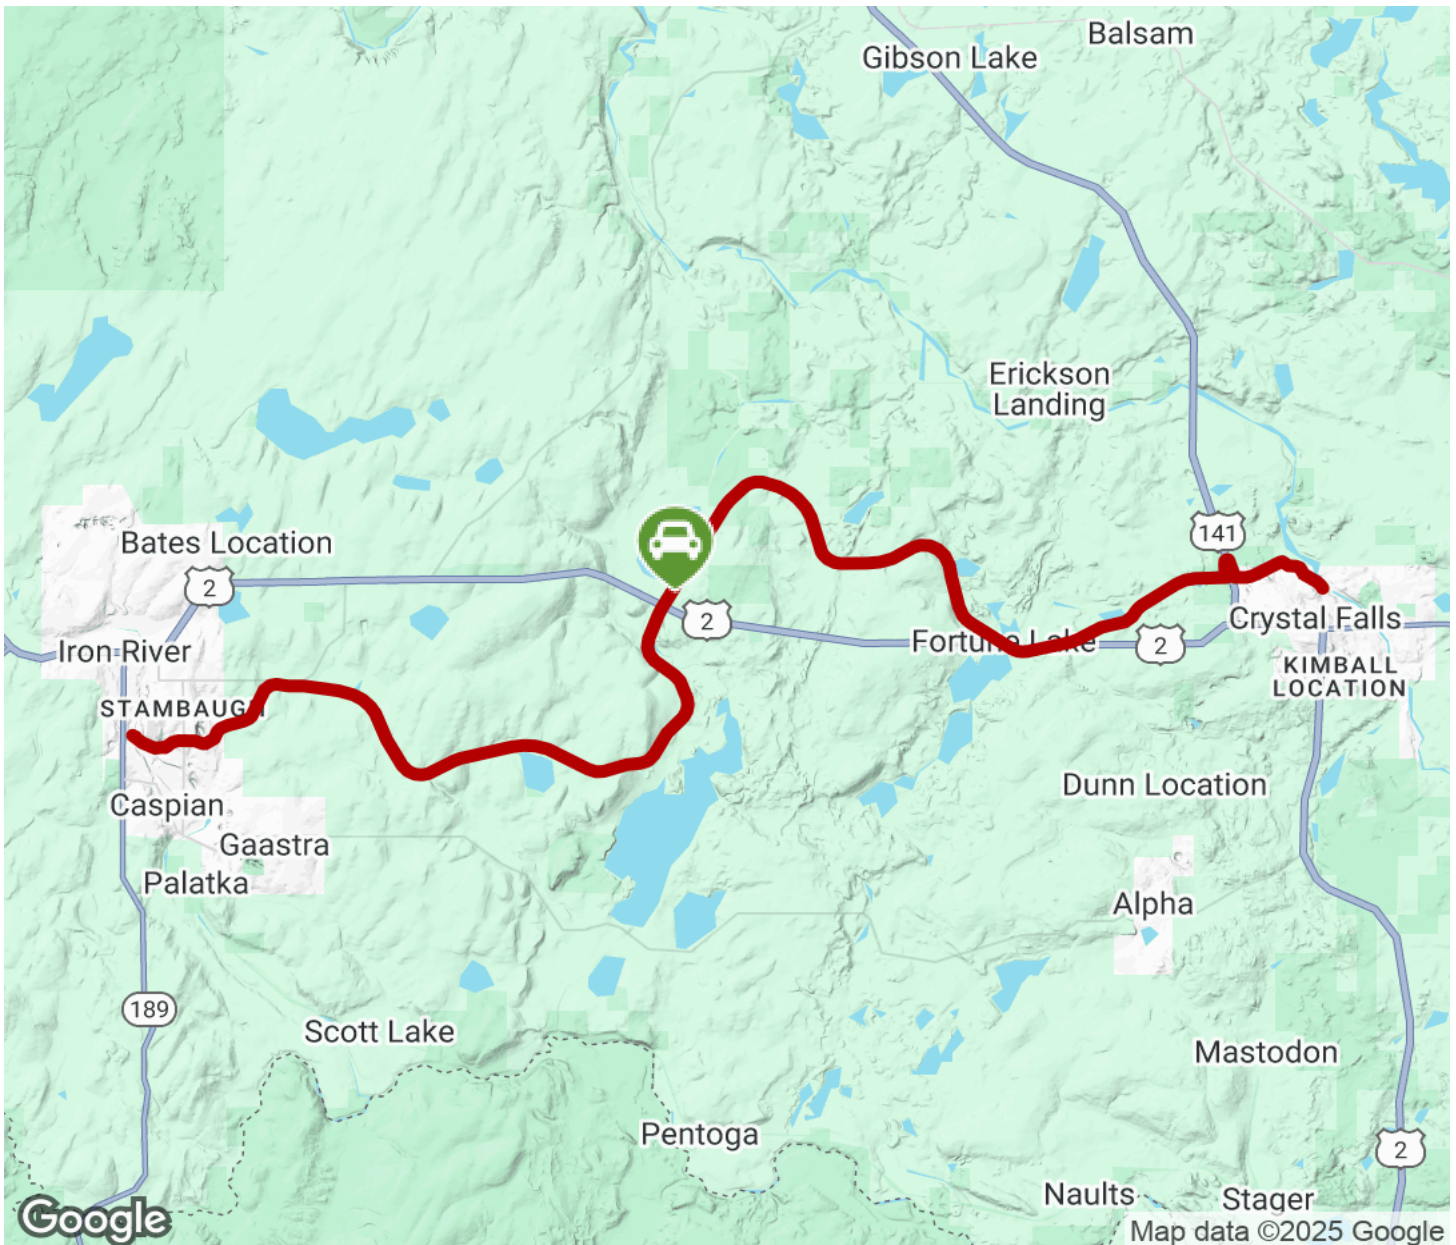 Balsam
Gibson Lake
Erickson
Landing
141
Bates Location
2
2
Crystal Falls
Fortune Lake
2
Iron River
KIMBALL
LOCATION
STAMBAUGH
Dunn Location
Caspian
Gaastra
Palatka
Alpha
189
Scott Lake
Mastodon
Pentoga
2
Naults
Stager
Google
Map data ©2025 Google